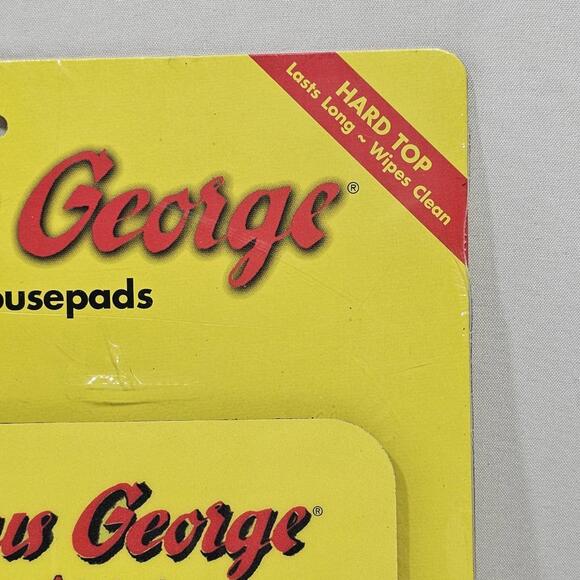 HARD TOP
Lasts Long ~ Wipes Clean
George®
ousepads
us George®